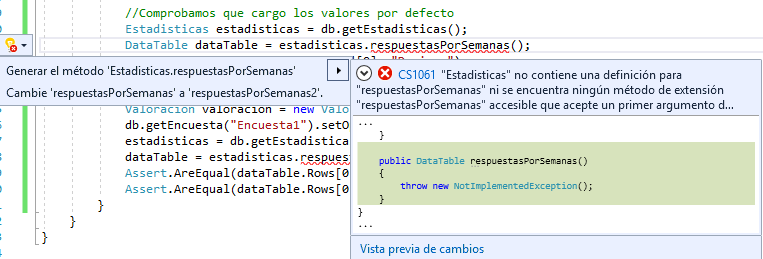 //Comprobamos que cargo los valores por defecto
Estadisticas estadisticas = db.getEstadisticas();
DataTable dataTable = estadisticas.respuestasPorSemanas();
Generar el método 'Estadisticas.respuestasPorSemanas'
Cambie 'respuestasPorSemanas' a 'respuestasPorSemanas2'.
CS1061 "Estadisticas" no contiene una definición para
"respuestasPorSemanas" ni se encuentra ningún método de extensión
"respuestasPorSemanas" accesible que acepte un primer argumento d...
...
}
public DataTable respuestasPorSemanas()
{
throw new NotImplementedException();
}
}
...
Vista previa de cambios
Valoracion valoracion = new Valo
db.getEncuesta("Encuesta1").setO
estadisticas = db.getEstadistica
dataTable = estadisticas.respues
Assert.AreEqual(dataTable.Rows[0
Assert.AreEqual(dataTable.Rows[0
}
}
}